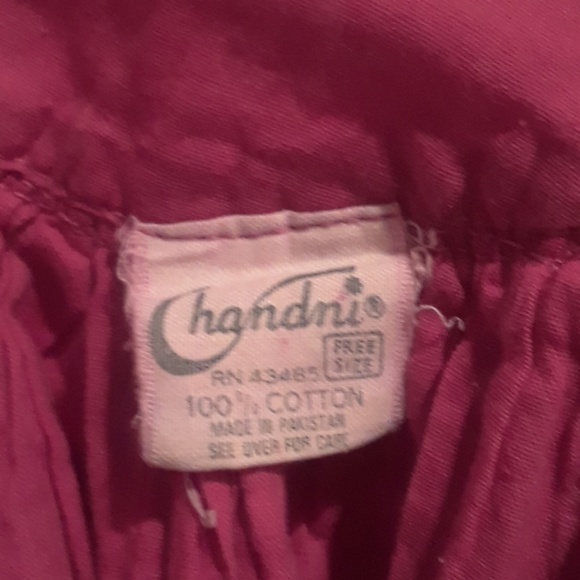 Chandni®
FREE
SIZE
RN 43465
100% COTTON
MADE IN PAKISTAN
SEE OVER FOR CARE